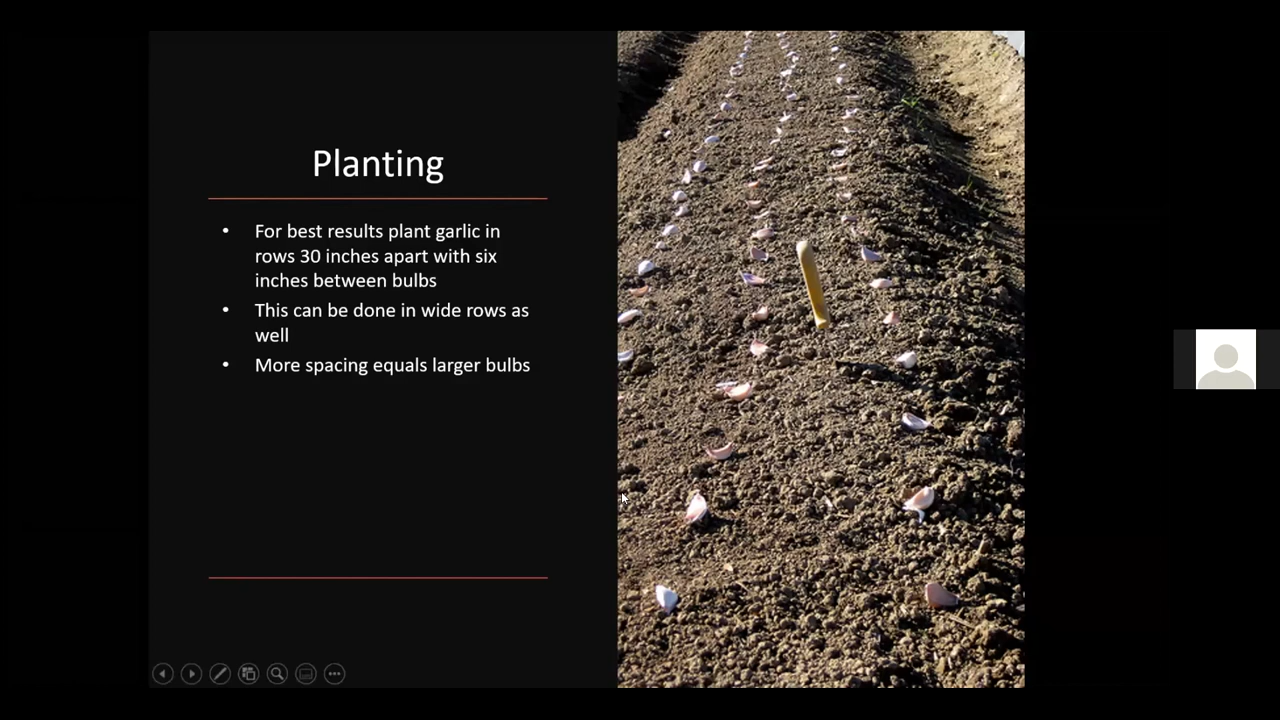 Planting
• For best results plant garlic in
rows 30 inches apart with six
inches between bulbs
• This can be done in wide rows as
well
• More spacing equals larger bulbs